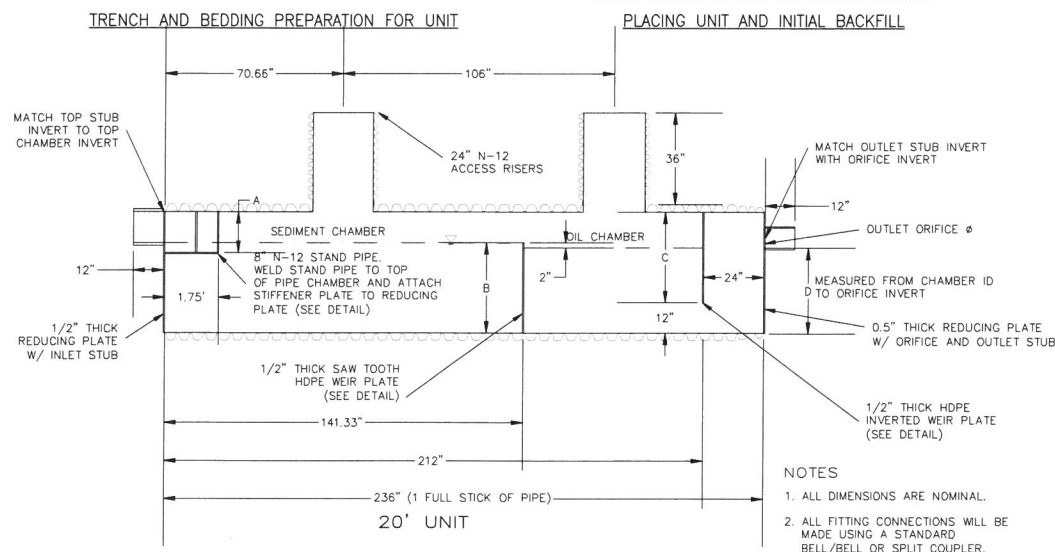 TRENCH AND BEDDING PREPARATION FOR UNIT
PLACING UNIT AND INITIAL BACKFILL
70.66"
106"
MATCH TOP STUB
INVERT TO TOP
CHAMBER INVERT
24" N-12
ACCESS RISERS
36"
MATCH OUTLET STUB INVERT
WITH ORIFICE INVERT
12"
A
SEDIMENT CHAMBER
OIL CHAMBER
OUTLET ORIFICE ø
8" N-12 STAND PIPE.
WELD STAND PIPE TO TOP
OF PIPE CHAMBER AND ATTACH
STIFFENER PLATE TO REDUCING
PLATE (SEE DETAIL)
12"
1.75'
B
2"
C
24"
D
MEASURED FROM CHAMBER ID
TO ORIFICE INVERT
12"
1/2" THICK
REDUCING PLATE
W/ INLET STUB
0.5" THICK REDUCING PLATE
W/ ORIFICE AND OUTLET STUB
1/2" THICK SAW TOOTH
HDPE WEIR PLATE
(SEE DETAIL)
1/2" THICK HDPE
INVERTED WEIR PLATE
(SEE DETAIL)
141.33"
212"
236" (1 FULL STICK OF PIPE)
20' UNIT
NOTES
1. ALL DIMENSIONS ARE NOMINAL.
2. ALL FITTING CONNECTIONS WILL BE
MADE USING A STANDARD
BELL/BELL OR SPLIT COUPLER.